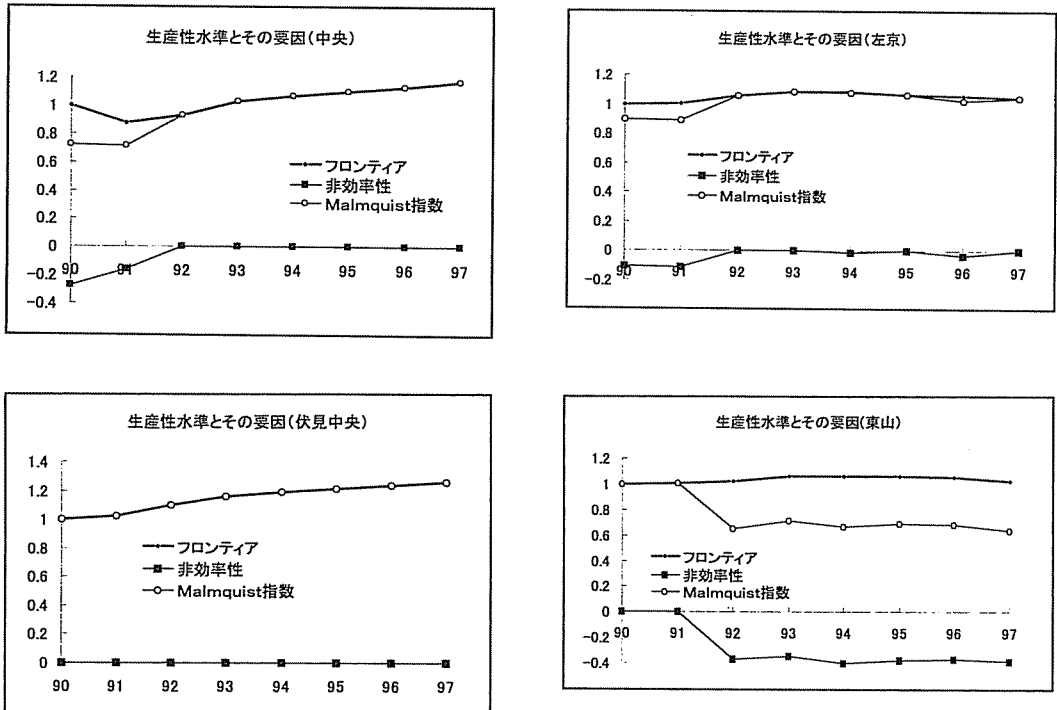 生産性水準とその要因(中央)
1.2
1
0.8
0.6
0.4
0.2
0
-0.2
-0.4
90 91 92 93 94 95 96 97
フロンティア
非効率性
Malmquist指数
生産性水準とその要因(左京)
1.2
1
0.8
0.6
0.4
0.2
0
-0.2
90 91 92 93 94 95 96 97
フロンティア
非効率性
Malmquist指数
生産性水準とその要因(伏見中央)
1.4
1.2
1
0.8
0.6
0.4
0.2
0
90 91 92 93 94 95 96 97
フロンティア
非効率性
Malmquist指数
生産性水準とその要因(東山)
1.2
1
0.8
0.6
0.4
0.2
0
-0.2
-0.4
90 91 92 93 94 95 96 97
フロンティア
非効率性
Malmquist指数